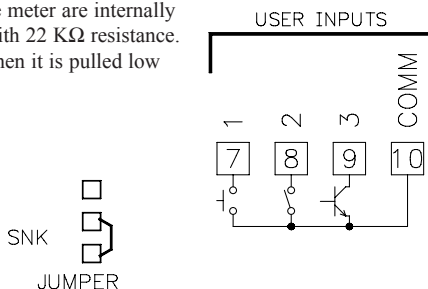 e meter are internally
ith 22 KΩ resistance.
hen it is pulled low
USER INPUTS
1 2 3 COMM
7 8 9 10
SNK
JUMPER